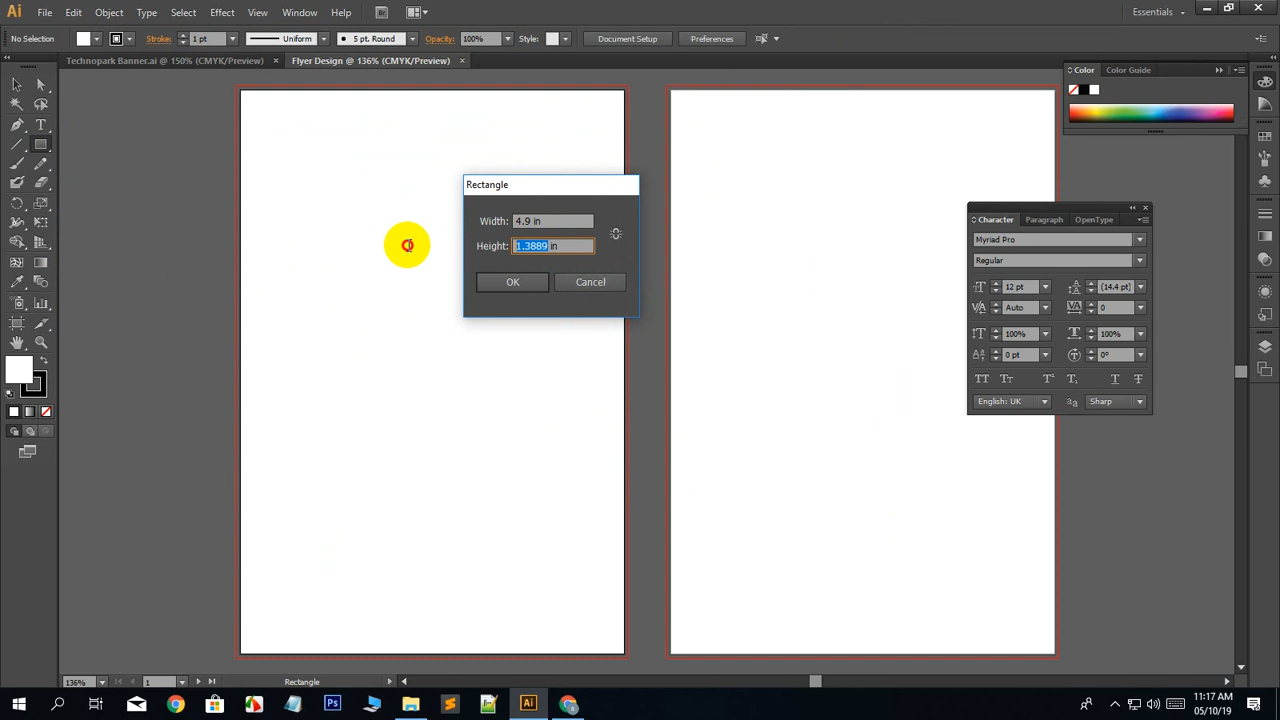 Ai File Edit Object Type Select Effect View Window Help Br Essentials
No Selection Stroke: 1 pt Uniform 5 pt. Round Opacity: 100% Style: Document Setup Preferences
Technopark Banner.ai @ 150% (CMYK/Preview) × Flyer Design @ 136% (CMYK/Preview) ×
Color Color Guide
Rectangle
Width: 4.9 in
Height: 1.3889 in
OK Cancel
Character Paragraph OpenType
Myriad Pro
Regular
12 pt (14.4 pt)
Auto 0
100% 100%
0 pt 0°
English: UK Sharp
136% 1 Rectangle
Ps Ai
11:17 AM
05/10/19